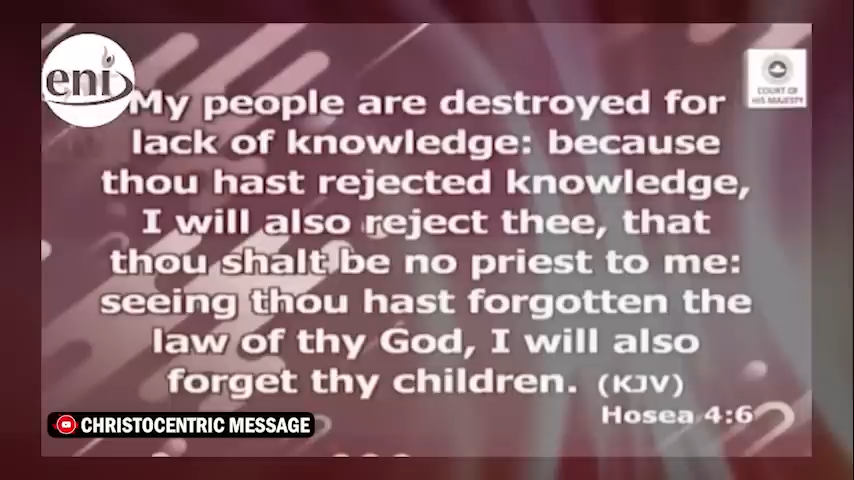 eni
COURT OF
HIS MAJESTY
My people are destroyed for
lack of knowledge: because
thou hast rejected knowledge,
I will also reject thee, that
thou shalt be no priest to me:
seeing thou hast forgotten the
law of thy God, I will also
forget thy children. (KJV)
Hosea 4:6
CHRISTOCENTRIC MESSAGE